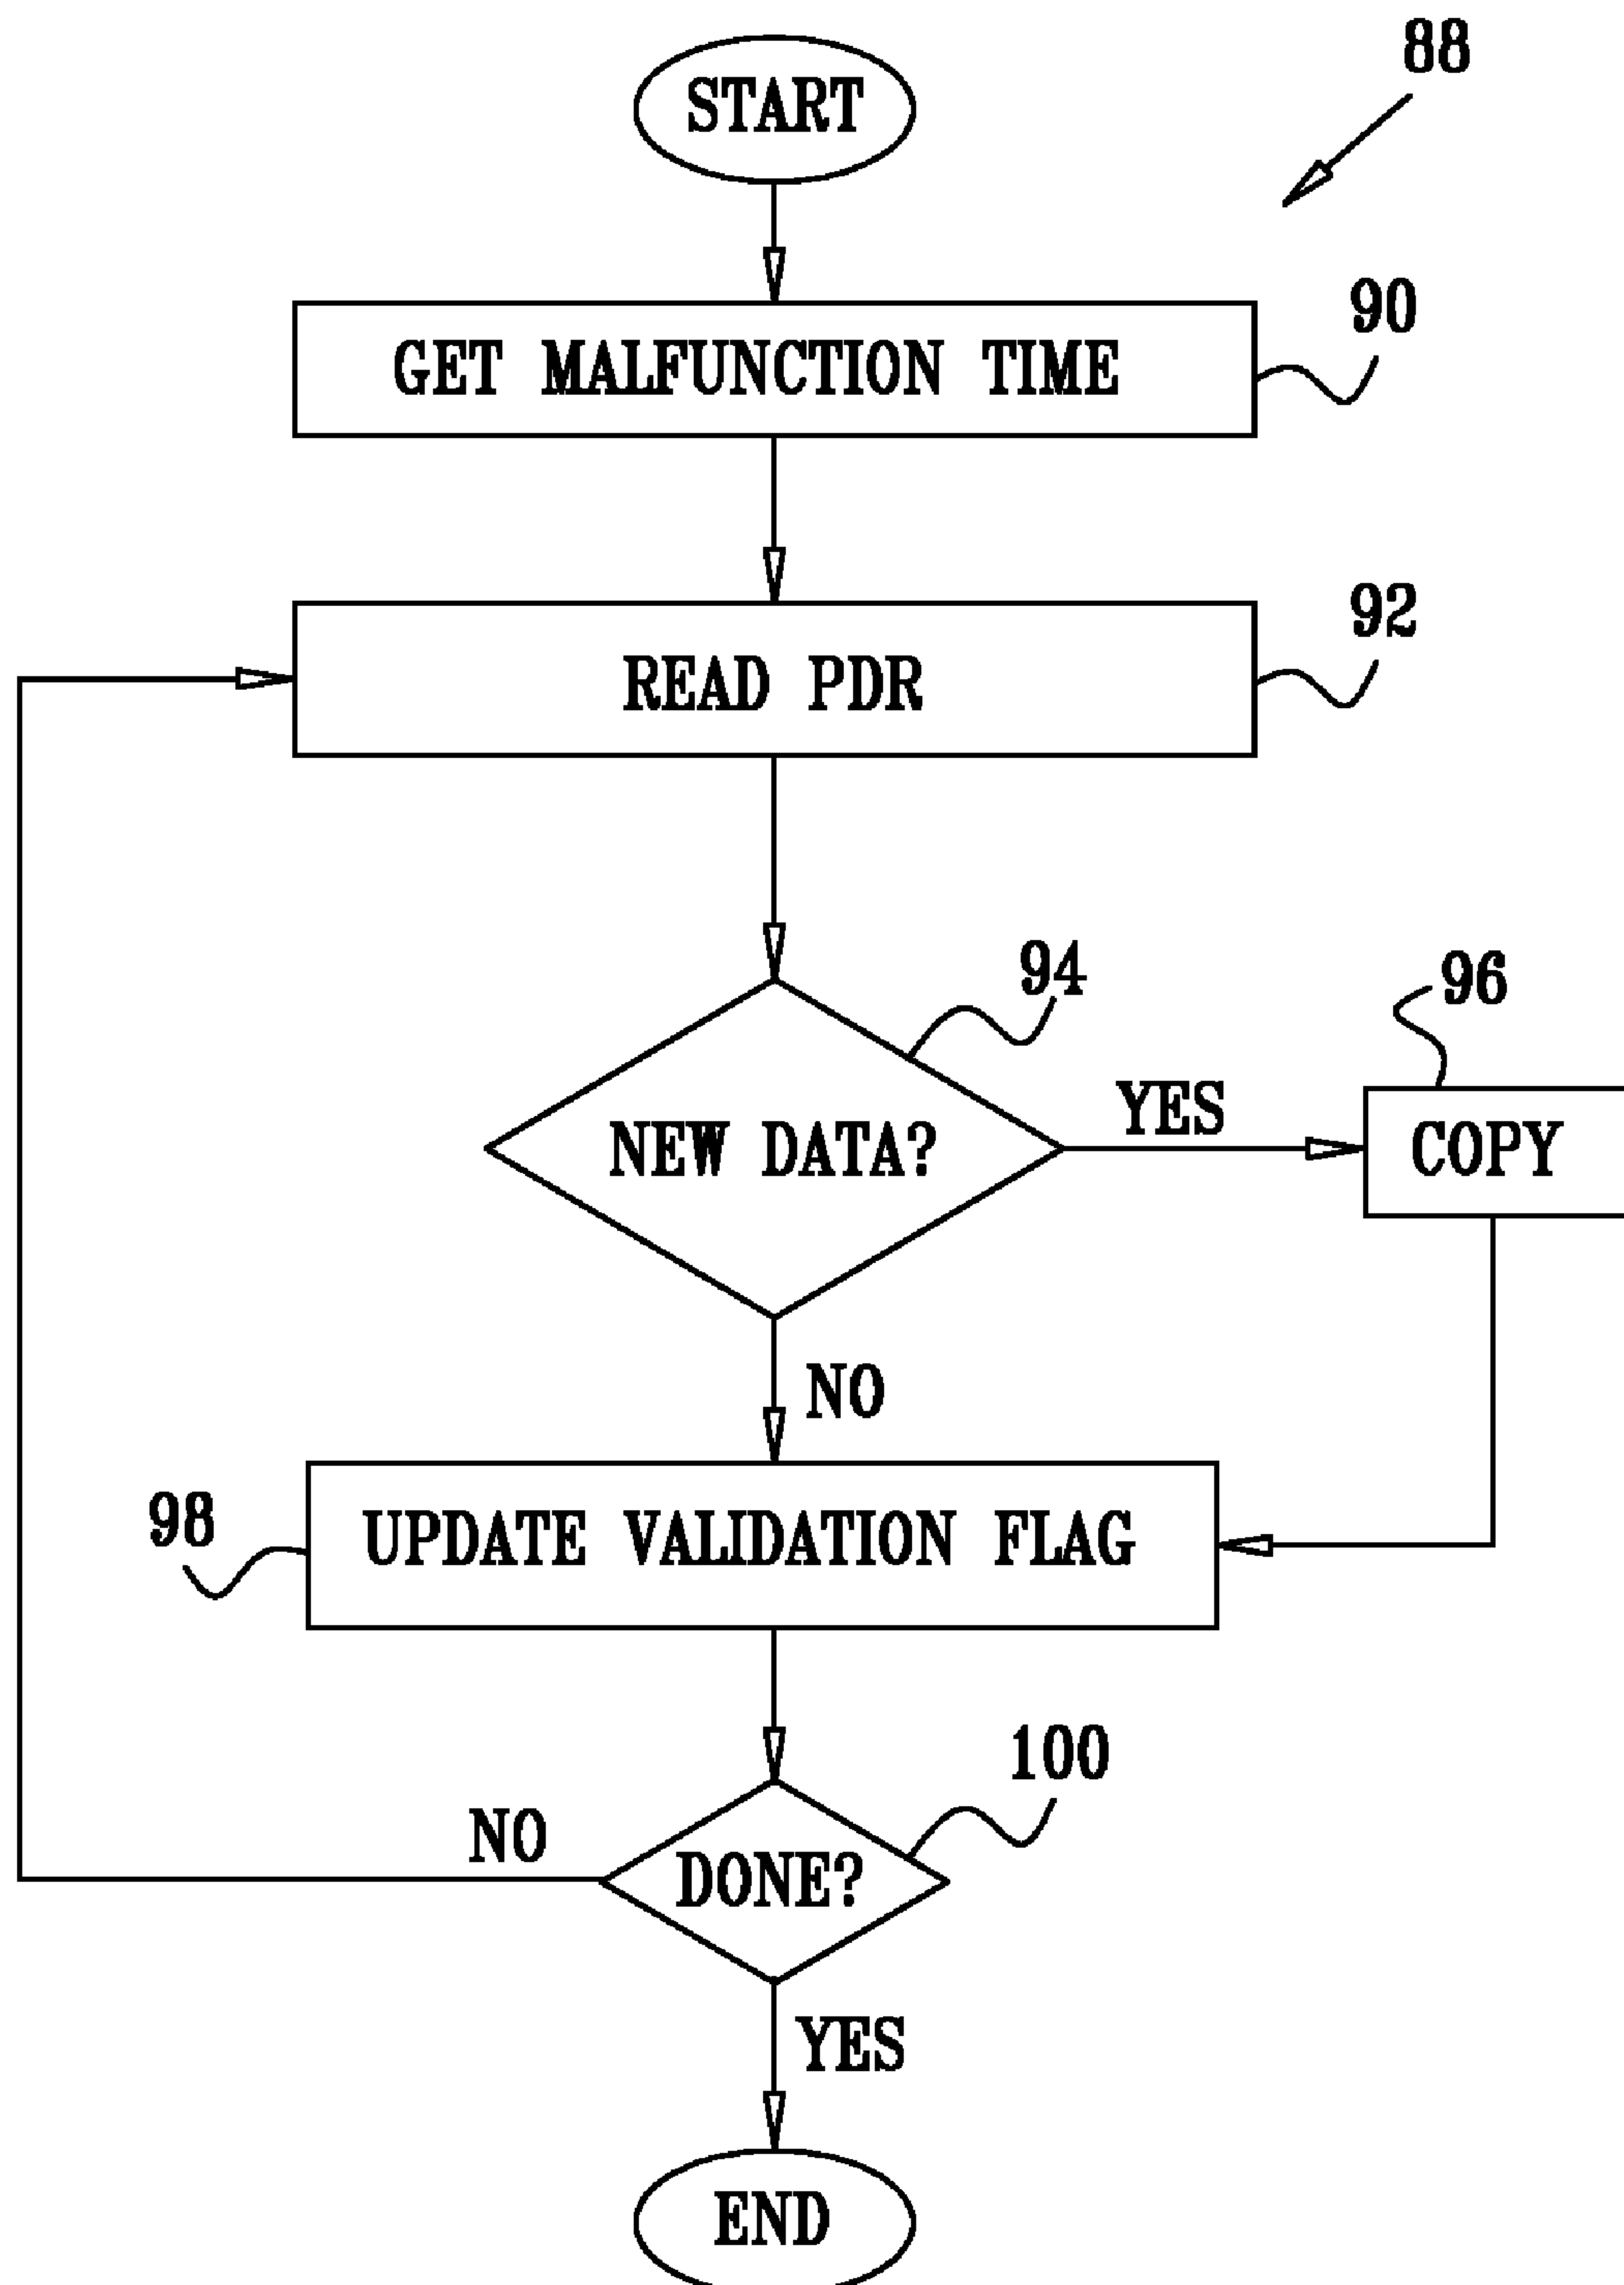 START
88
GET MALFUNCTION TIME
90
READ PDR
92
94
NEW DATA?
YES
96
COPY
NO
98
UPDATE VALIDATION FLAG
100
DONE?
NO
YES
END